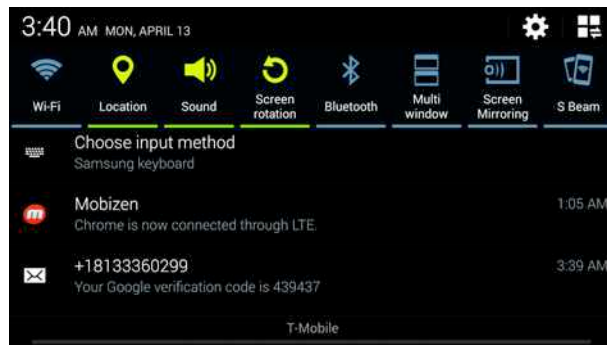 3:40 AM MON, APRIL 13
Wi-Fi Location Sound Screen rotation Bluetooth Multi window Screen Mirroring S Beam
Choose input method
Samsung keyboard
Mobizen 1:05 AM
Chrome is now connected through LTE.
+18133360299 3:39 AM
Your Google verification code is 439437
T-Mobile